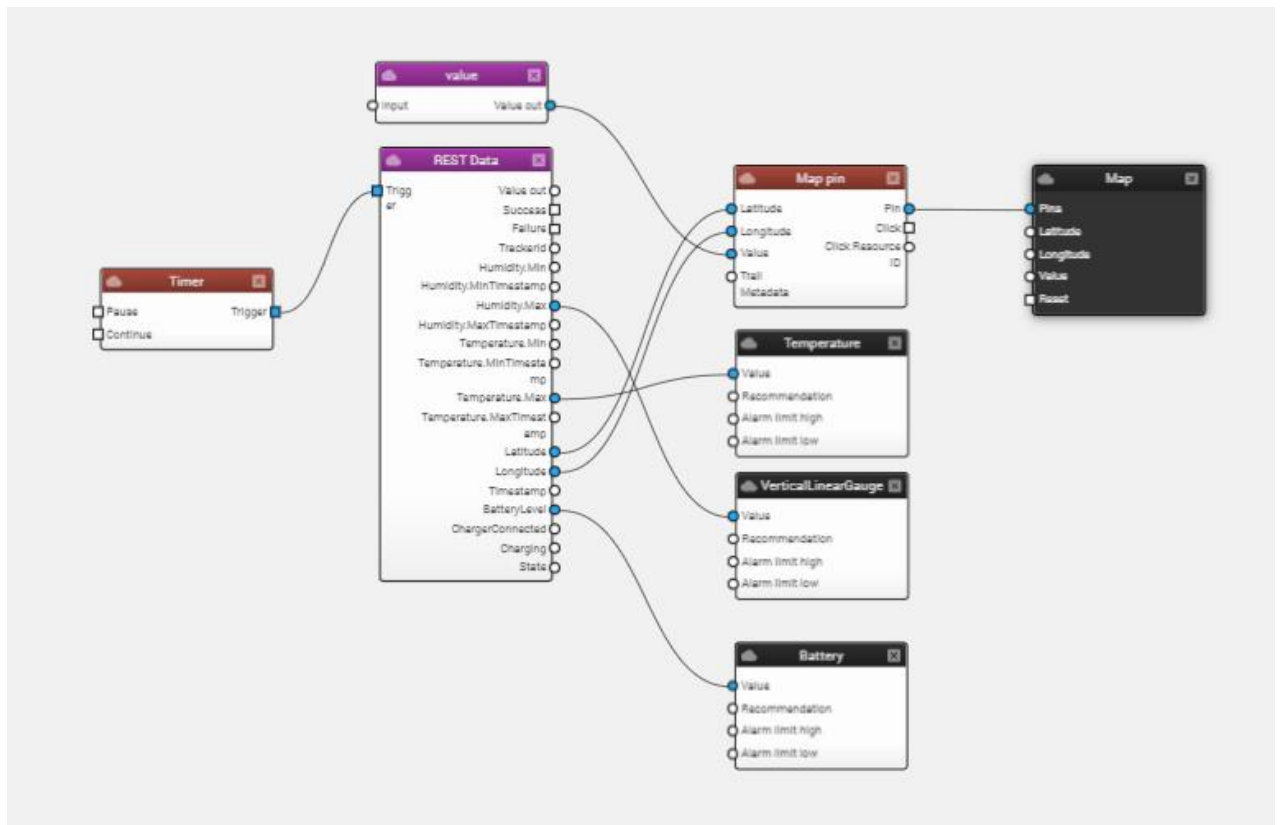 value
Input
Value out
REST Data
Trigg
er
Value out
Success
Failure
TrackerId
Humidity.Min
Humidity.MinTimestamp
Humidity.Max
Humidity.MaxTimestamp
Temperature.Min
Temperature.MinTimesta
mp
Temperature.Max
Temperature.MaxTimest
amp
Latitude
Longitude
Timestamp
BatteryLevel
ChargerConnected
Charging
State
Timer
Pause
Trigger
Continue
Map pin
Latitude
Pin
Longitude
Click
Value
Click Resource
ID
Trail
Metadata
Map
Pins
Latitude
Longitude
Value
Reset
Temperature
Value
Recommendation
Alarm limit high
Alarm limit low
VerticalLinearGauge
Value
Recommendation
Alarm limit high
Alarm limit low
Battery
Value
Recommendation
Alarm limit high
Alarm limit low